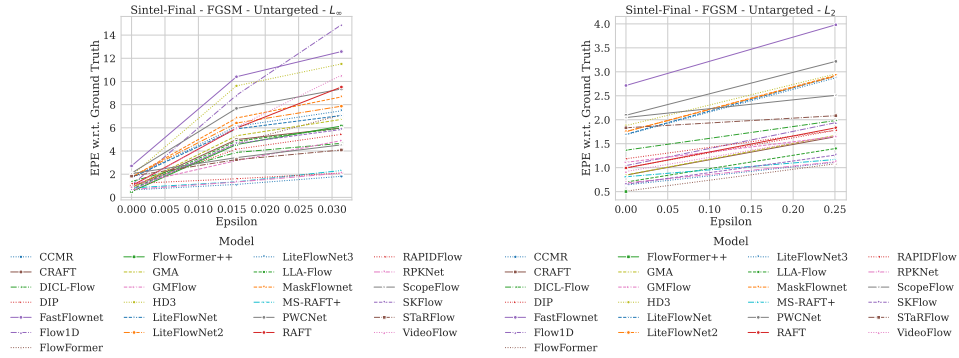 Sintel-Final - FGSM - Untargeted - L∞
EPE w.r.t. Ground Truth
14
12
10
8
6
4
2
0
0.000 0.005 0.010 0.015 0.020 0.025 0.030
Epsilon
Model
CCMR FlowFormer++ LiteFlowNet3 RAPIDFlow
CRAFT GMA LLA-Flow RPKNet
DICL-Flow GMFlow MaskFlownet ScopeFlow
DIP HD3 MS-RAFT+ SKFlow
FastFlownet LiteFlowNet PWCNet STaRFlow
Flow1D LiteFlowNet2 RAFT VideoFlow
FlowFormer
Sintel-Final - FGSM - Untargeted - L2
EPE w.r.t. Ground Truth
4.0
3.5
3.0
2.5
2.0
1.5
1.0
0.5
0.00 0.05 0.10 0.15 0.20 0.25
Epsilon
Model
CCMR FlowFormer++ LiteFlowNet3 RAPIDFlow
CRAFT GMA LLA-Flow RPKNet
DICL-Flow GMFlow MaskFlownet ScopeFlow
DIP HD3 MS-RAFT+ SKFlow
FastFlownet LiteFlowNet PWCNet STaRFlow
Flow1D LiteFlowNet2 RAFT VideoFlow
FlowFormer